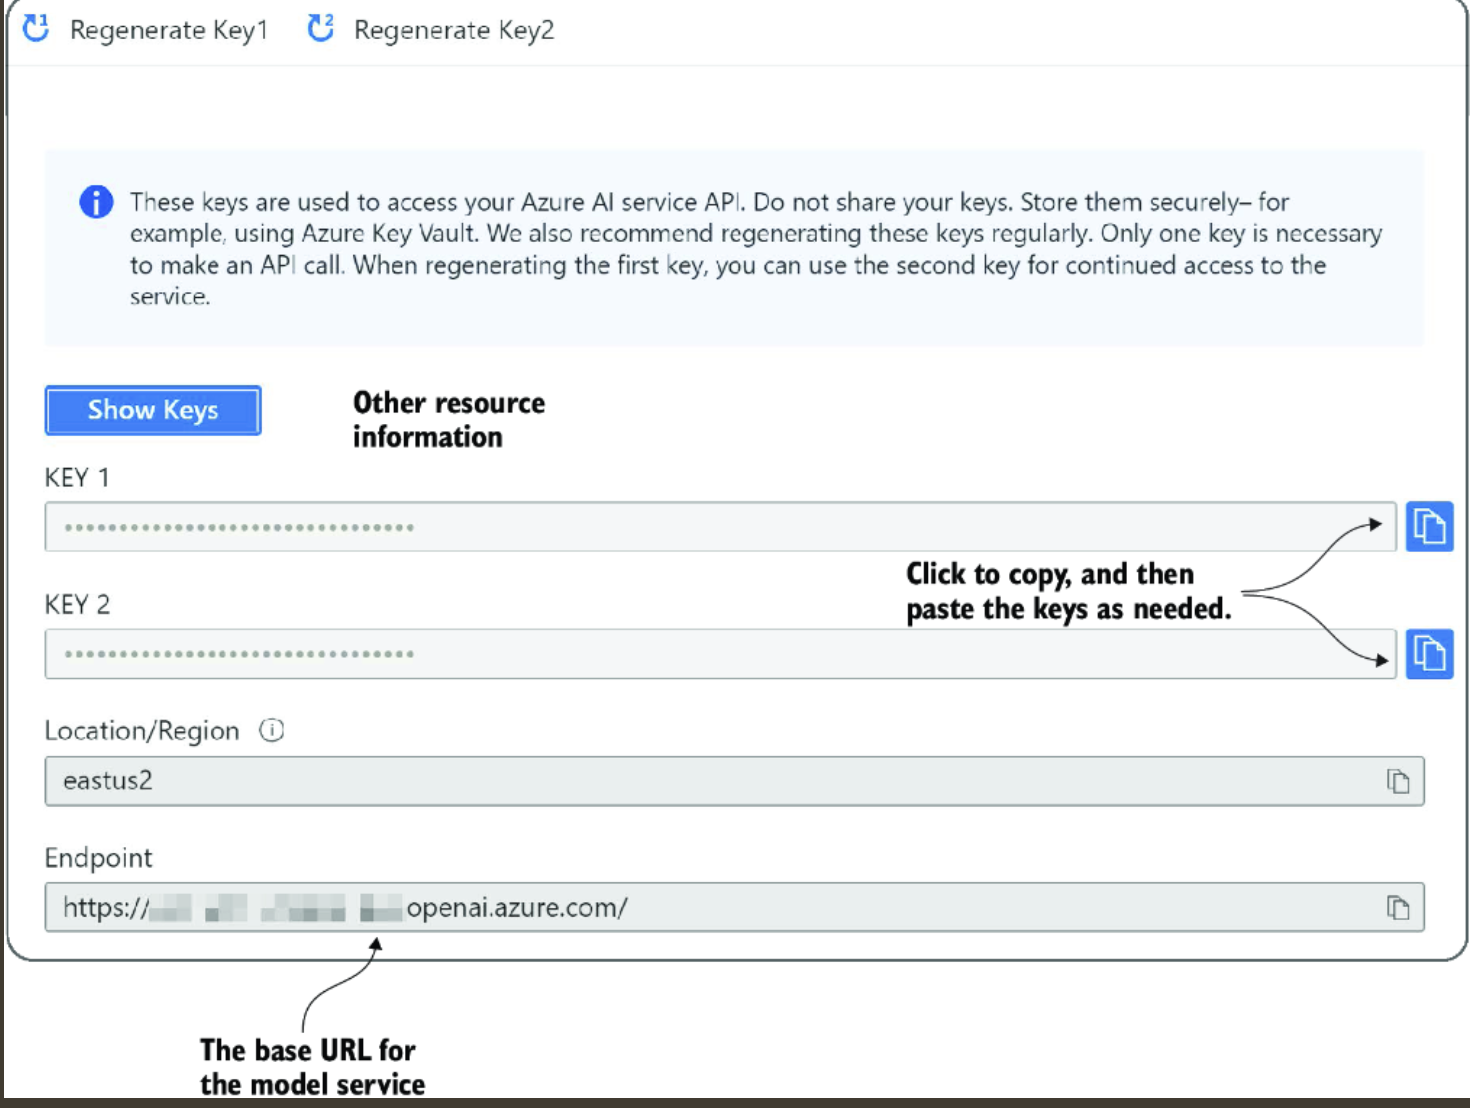 Regenerate Key1 Regenerate Key2
These keys are used to access your Azure AI service API. Do not share your keys. Store them securely– for
example, using Azure Key Vault. We also recommend regenerating these keys regularly. Only one key is necessary
to make an API call. When regenerating the first key, you can use the second key for continued access to the
service.
Show Keys
Other resource
information
KEY 1
Click to copy, and then
paste the keys as needed.
KEY 2
Location/Region
eastus2
Endpoint
https:// openai.azure.com/
The base URL for
the model service